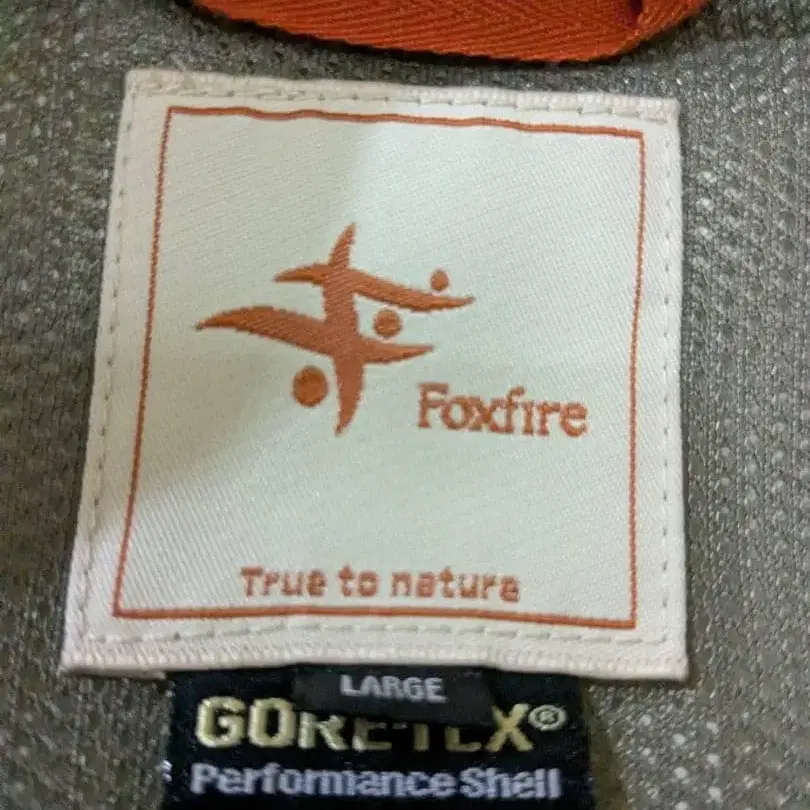 Foxfire
True to nature
LARGE
GORE-TEX®
Performance Shell